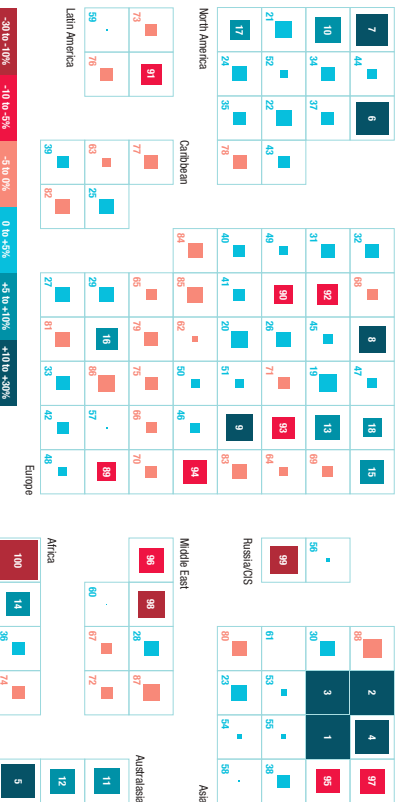 North America
7 44 6
10 34 37
21 52 22 43
17 24 35 78
Latin America
73 91
59 76
Caribbean
77
63 25
39 82
Europe
32 68 8 47 18 15
31 92 45 19 13 69
49 90 26 71 93 64
40 41 20 51 9 83
84 85 62 50 46 94
65 79 75 66 70
29 16 86 57 89
27 81 33 42 48
Russia/CIS
56
99
Asia
88 2 4 97
30 3 1 95
61 53 55 38
80 23 54 58
Middle East
96 98 28 87
60 67 72
Africa
100 14 36 74
Australasia
11
12
5
-30 to -10% -10 to -5% -5 to 0% 0 to +5% +5 to +10% +10 to +30%